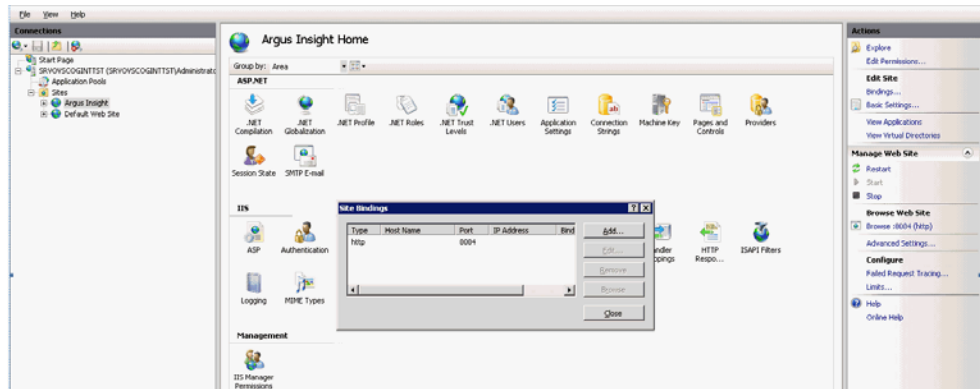 File View Help
Connections
Start Page
SRVOVSCOGINTTST (SRVOVSCOGINTTST\Administrato
Application Pools
Sites
Argus Insight
Default Web Site
Argus Insight Home
Group by: Area
ASP.NET
.NET Compilation
.NET Globalization
.NET Profile
.NET Roles
.NET Trust Levels
.NET Users
Application Settings
Connection Strings
Machine Key
Pages and Controls
Providers
Session State
SMTP E-mail
IIS
ASP
Authentication
HTTP Respo...
ISAPI Filters
Logging
MIME Types
Management
IIS Manager Permissions
Site Bindings
Type Host Name Port IP Address Bind
http 8084
Add...
Edit...
Remove
Browse
Close
Actions
Explore
Edit Permissions...
Edit Site
Bindings...
Basic Settings...
View Applications
View Virtual Directories
Manage Web Site
Restart
Start
Stop
Browse Web Site
Browse :8084 (http)
Advanced Settings...
Configure
Failed Request Tracing...
Limits...
Help
Online Help